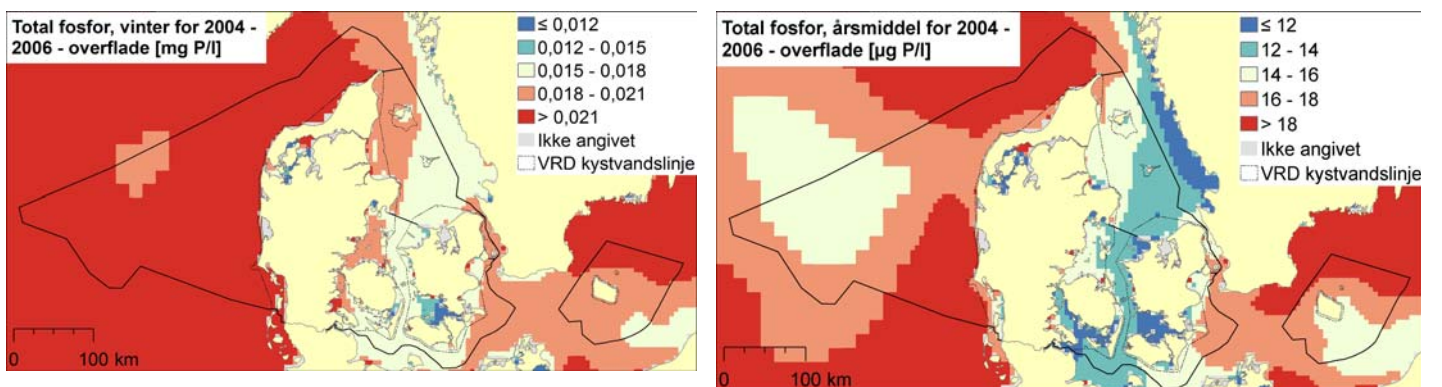 Total fosfor, vinter for 2004 -
2006 - overflade [mg P/l]
≤ 0,012
0,012 - 0,015
0,015 - 0,018
0,018 - 0,021
> 0,021
Ikke angivet
VRD kystvandslinje
0 100 km
Total fosfor, årsmiddel for 2004 -
2006 - overflade [µg P/l]
≤ 12
12 - 14
14 - 16
16 - 18
> 18
Ikke angivet
VRD kystvandslinje
0 100 km